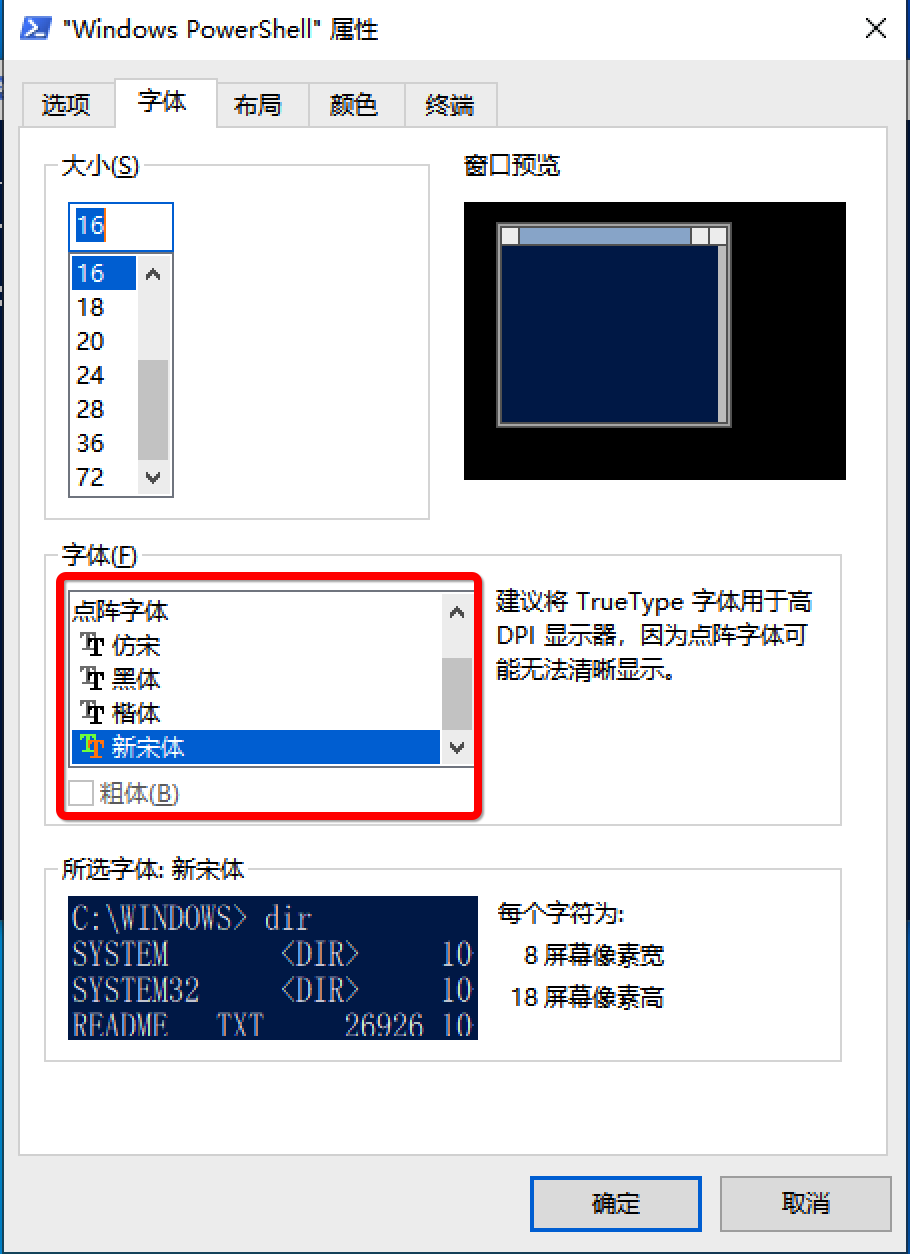 "Windows PowerShell" 属性
选项 字体 布局 颜色 终端
大小(S)
窗口预览
16
16
18
20
24
28
36
72
字体(F)
点阵字体
仿宋
黑体
楷体
新宋体
粗体(B)
建议将 TrueType 字体用于高
DPI 显示器，因为点阵字体可
能无法清晰显示。
所选字体: 新宋体
C:\WINDOWS> dir
SYSTEM <DIR> 10
SYSTEM32 <DIR> 10
README TXT 26926 10
每个字符为:
8 屏幕像素宽
18 屏幕像素高
确定
取消